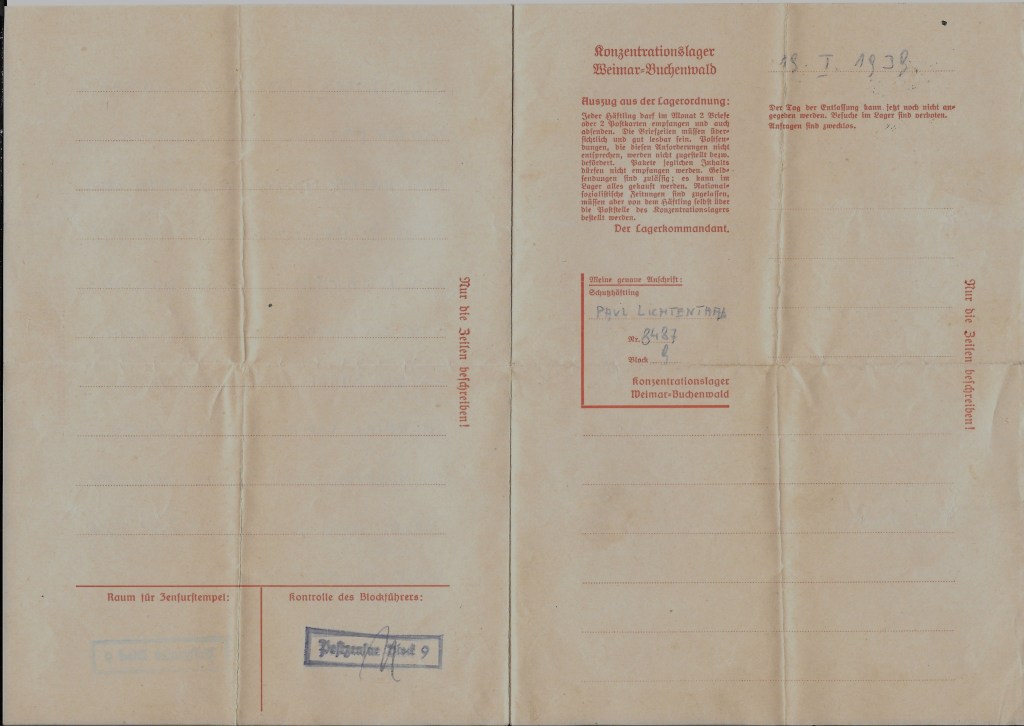 Nur die Zeilen beschreiben!
Raum für Zensurstempel:
Kontrolle des Blockführers:
Postzensur Block 9
Konzentrationslager
Weimar-Buchenwald
19. I. 1939.
Auszug aus der Lagerordnung:
Jeder Häftling darf im Monat 2 Briefe
oder 2 Postkarten empfangen und auch
absenden. Die Briefzeilen müssen über-
sichtlich und gut lesbar sein. Postsen-
dungen, die diesen Anforderungen nicht
entsprechen, werden nicht zugestellt bezw.
befördert. Pakete jeglichen Inhalts
dürfen nicht empfangen werden. Geld-
sendungen sind zulässig; es kann im
Lager alles gekauft werden. National-
sozialistische Zeitungen sind zugelassen,
müssen aber von dem Häftling selbst über
die Poststelle des Konzentrationslagers
bestellt werden.
Der Lagerkommandant.
Der Tag der Entlassung kann jetzt noch nicht an-
gegeben werden. Besuche im Lager sind verboten.
Anfragen sind zwecklos.
Meine genaue Anschrift:
Schutzhäftling
PAUL LICHTENTHAL
Nr. 8487
Block 9
Konzentrationslager
Weimar-Buchenwald
Nur die Zeilen beschreiben!